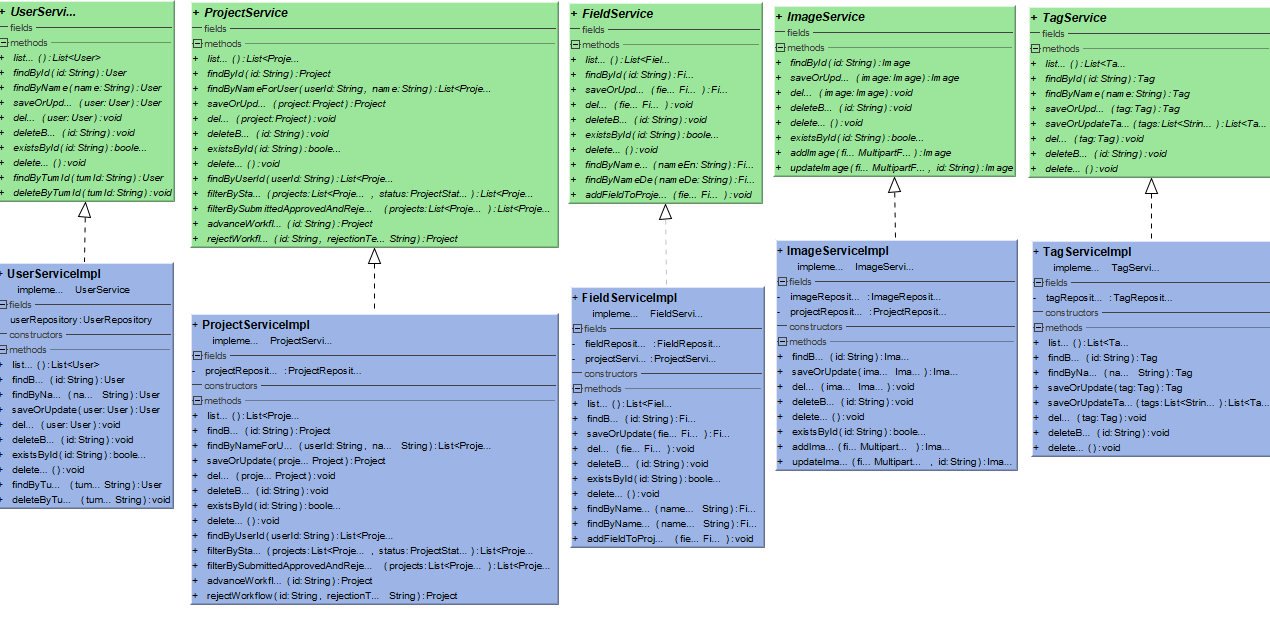 + UserServi...
fields
methods
+ list... () : List<User>
+ findById (id: String) : User
+ findByName (name: String) : User
+ saveOrUpd... (user: User) : User
+ del... (user: User) : void
+ deleteB... (id: String) : void
+ existsById (id: String) : boole...
+ delete... () : void
+ findByTumId (tumId: String) : User
+ deleteByTumId (tumId: String) : void
+ ProjectService
fields
methods
+ list... () : List<Proje...
+ findById (id: String) : Project
+ findByNameForUser (userId: String, name: String) : List<Proje...
+ saveOrUpd... (project: Project) : Project
+ del... (project: Project) : void
+ deleteB... (id: String) : void
+ existsById (id: String) : boole...
+ delete... () : void
+ findByUserId (userId: String) : List<Proje...
+ filterBySta... (projects: List<Proje... , status: ProjectStat... ) : List<Proje...
+ filterBySubmittedApprovedAndReje... (projects: List<Proje... ) : List<Proje...
+ advanceWorkfl... (id: String) : Project
+ rejectWorkfl... (id: String, rejectionTe... String) : Project
+ FieldService
fields
methods
+ list... () : List<Fiel...
+ findById (id: String) : Fi...
+ saveOrUpd... (fie... Fi... ) : Fi...
+ del... (fie... Fi... ) : void
+ deleteB... (id: String) : void
+ existsById (id: String) : boole...
+ delete... () : void
+ findByNam e... (nameEn: String) : Fi...
+ findByNam eDe (nameDe: String) : Fi...
+ addFieldToProje... (fie... Fi... ) : void
+ ImageService
fields
methods
+ findById (id: String) : Image
+ saveOrUpd... (image: Image) : Image
+ del... (image: Image) : void
+ deleteB... (id: String) : void
+ delete... () : void
+ existsById (id: String) : boole...
+ addImage (fi... MultipartF... ) : Image
+ updateImage (fi... MultipartF... , id: String) : Image
+ TagService
fields
methods
+ list... () : List<Ta...
+ findById (id: String) : Tag
+ findByName (name: String) : Tag
+ saveOrUpd... (tag: Tag) : Tag
+ saveOrUpdateTa... (tags: List<Strin... ) : List<Ta...
+ del... (tag: Tag) : void
+ deleteB... (id: String) : void
+ delete... () : void
+ UserServiceImpl
impleme... UserService
fields
userRepository : UserRepository
constructors
methods
+ list... () : List<User>
+ findB... (id: String) : User
+ findByNa... (na... String) : User
+ saveOrUpdate (user: User) : User
+ del... (user: User) : void
+ deleteB... (id: String) : void
+ existsById (id: String) : boole...
+ delete... () : void
+ findByTu... (tum... String) : User
+ deleteByTu... (tum... String) : void
+ ProjectServiceImpl
impleme... ProjectServi...
fields
- projectReposit... : ProjectReposit...
constructors
methods
+ list... () : List<Proje...
+ findB... (id: String) : Project
+ findByNameForU... (userId: String, na... String) : List<Proje...
+ saveOrUpdate (proje... Project) : Project
+ del... (proje... Project) : void
+ deleteB... (id: String) : void
+ existsById (id: String) : boole...
+ delete... () : void
+ findByUserId (userId: String) : List<Proje...
+ filterBySta... (projects: List<Proje... , status: ProjectStat... ) : List<Proje...
+ filterBySubmittedApprovedAndReje... (projects: List<Proje... ) : List<Proje...
+ advanceWorkfl... (id: String) : Project
+ rejectWorkflow (id: String, rejectionT... String) : Project
+ FieldServiceImpl
impleme... FieldServi...
fields
- fieldReposit... : FieldReposit...
- projectServi... : ProjectServi...
constructors
methods
+ list... () : List<Fiel...
+ findB... (id: String) : Fi...
+ saveOrUpdate (fie... Fi... ) : Fi...
+ del... (fie... Fi... ) : void
+ deleteB... (id: String) : void
+ existsById (id: String) : boole...
+ delete... () : void
+ findByName... (name... String) : Fi...
+ findByName... (name... String) : Fi...
+ addFieldToProj... (fie... Fi... ) : void
+ ImageServiceImpl
impleme... ImageServi...
fields
- imageReposit... : ImageReposit...
- projectReposit... : ProjectReposit...
constructors
methods
+ findB... (id: String) : Ima...
+ saveOrUpdate (ima... Ima... ) : Ima...
+ del... (ima... Ima... ) : void
+ deleteB... (id: String) : void
+ delete... () : void
+ existsById (id: String) : boole...
+ addIma... (fi... Multipart... ) : Ima...
+ updateIma... (fi... Multipart... , id: String) : Ima...
+ TagServiceImpl
impleme... TagServi...
fields
- tagReposit... : TagReposit...
constructors
methods
+ list... () : List<Ta...
+ findB... (id: String) : Tag
+ findByNa... (na... String) : Tag
+ saveOrUpdate (tag: Tag) : Tag
+ saveOrUpdateTa... (tags: List<Strin... ) : List<Ta...
+ del... (tag: Tag) : void
+ deleteB... (id: String) : void
+ delete... () : void